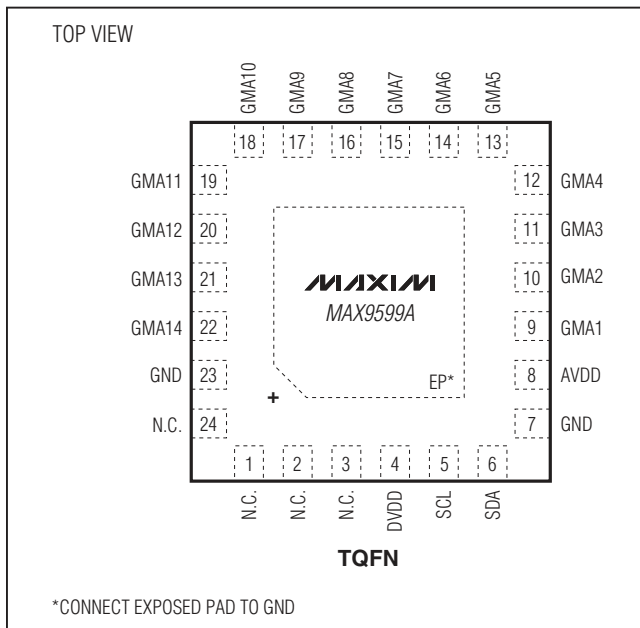 TOP VIEW
GMA10 GMA9 GMA8 GMA7 GMA6 GMA5
18 17 16 15 14 13
GMA11 19 12 GMA4
GMA12 20 11 GMA3
GMA13 21 10 GMA2
GMA14 22 9 GMA1
GND 23 8 AVDD
N.C. 24 7 GND
MAXIM
MAX9599A
EP*
+
1 2 3 4 5 6
N.C. N.C. N.C. DVDD SCL SDA
TQFN
*CONNECT EXPOSED PAD TO GND